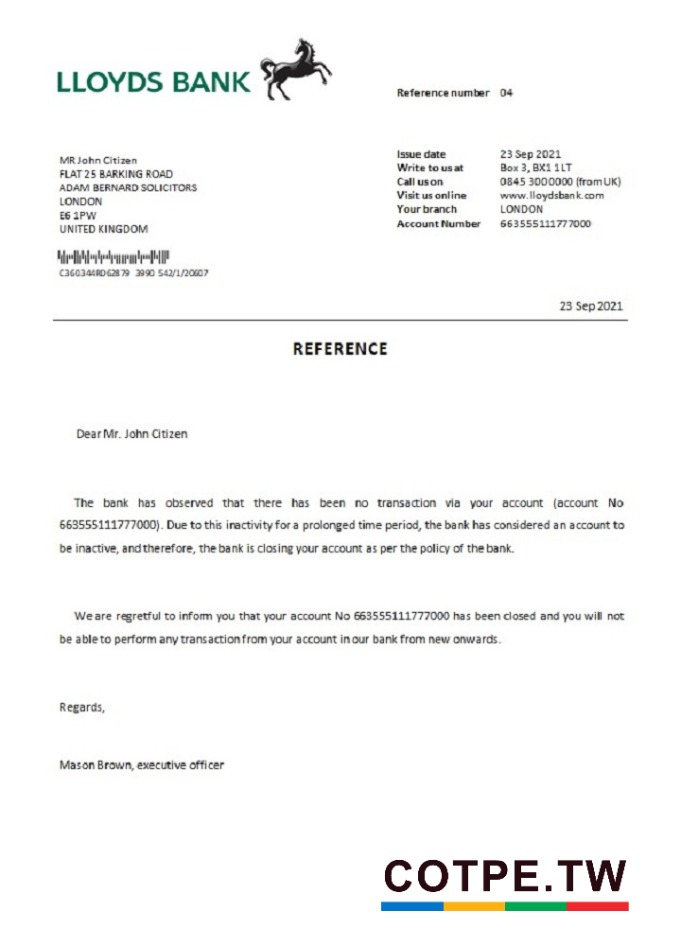 LLOYDS BANK
Reference number 04
MR John Citizen
FLAT 25 BARKING ROAD
ADAM BERNARD SOLICITORS
LONDON
E6 1PW
UNITED KINGDOM
C360344RD62879 3990 S42/1/20607
Issue date 23 Sep 2021
Write to us at Box 3, BX1 1LT
Call us on 0845 3000000 (from UK)
Visit us online www.lloydsbank.com
Your branch LONDON
Account Number 663555111777000
23 Sep 2021
REFERENCE
Dear Mr. John Citizen
The bank has observed that there has been no transaction via your account (account No
663555111777000). Due to this inactivity for a prolonged time period, the bank has considered an account to
be inactive, and therefore, the bank is closing your account as per the policy of the bank.
We are regretful to inform you that your account No 663555111777000 has been closed and you will not
be able to perform any transaction from your account in our bank from new onwards.
Regards,
Mason Brown, executive officer
COTPE.TW